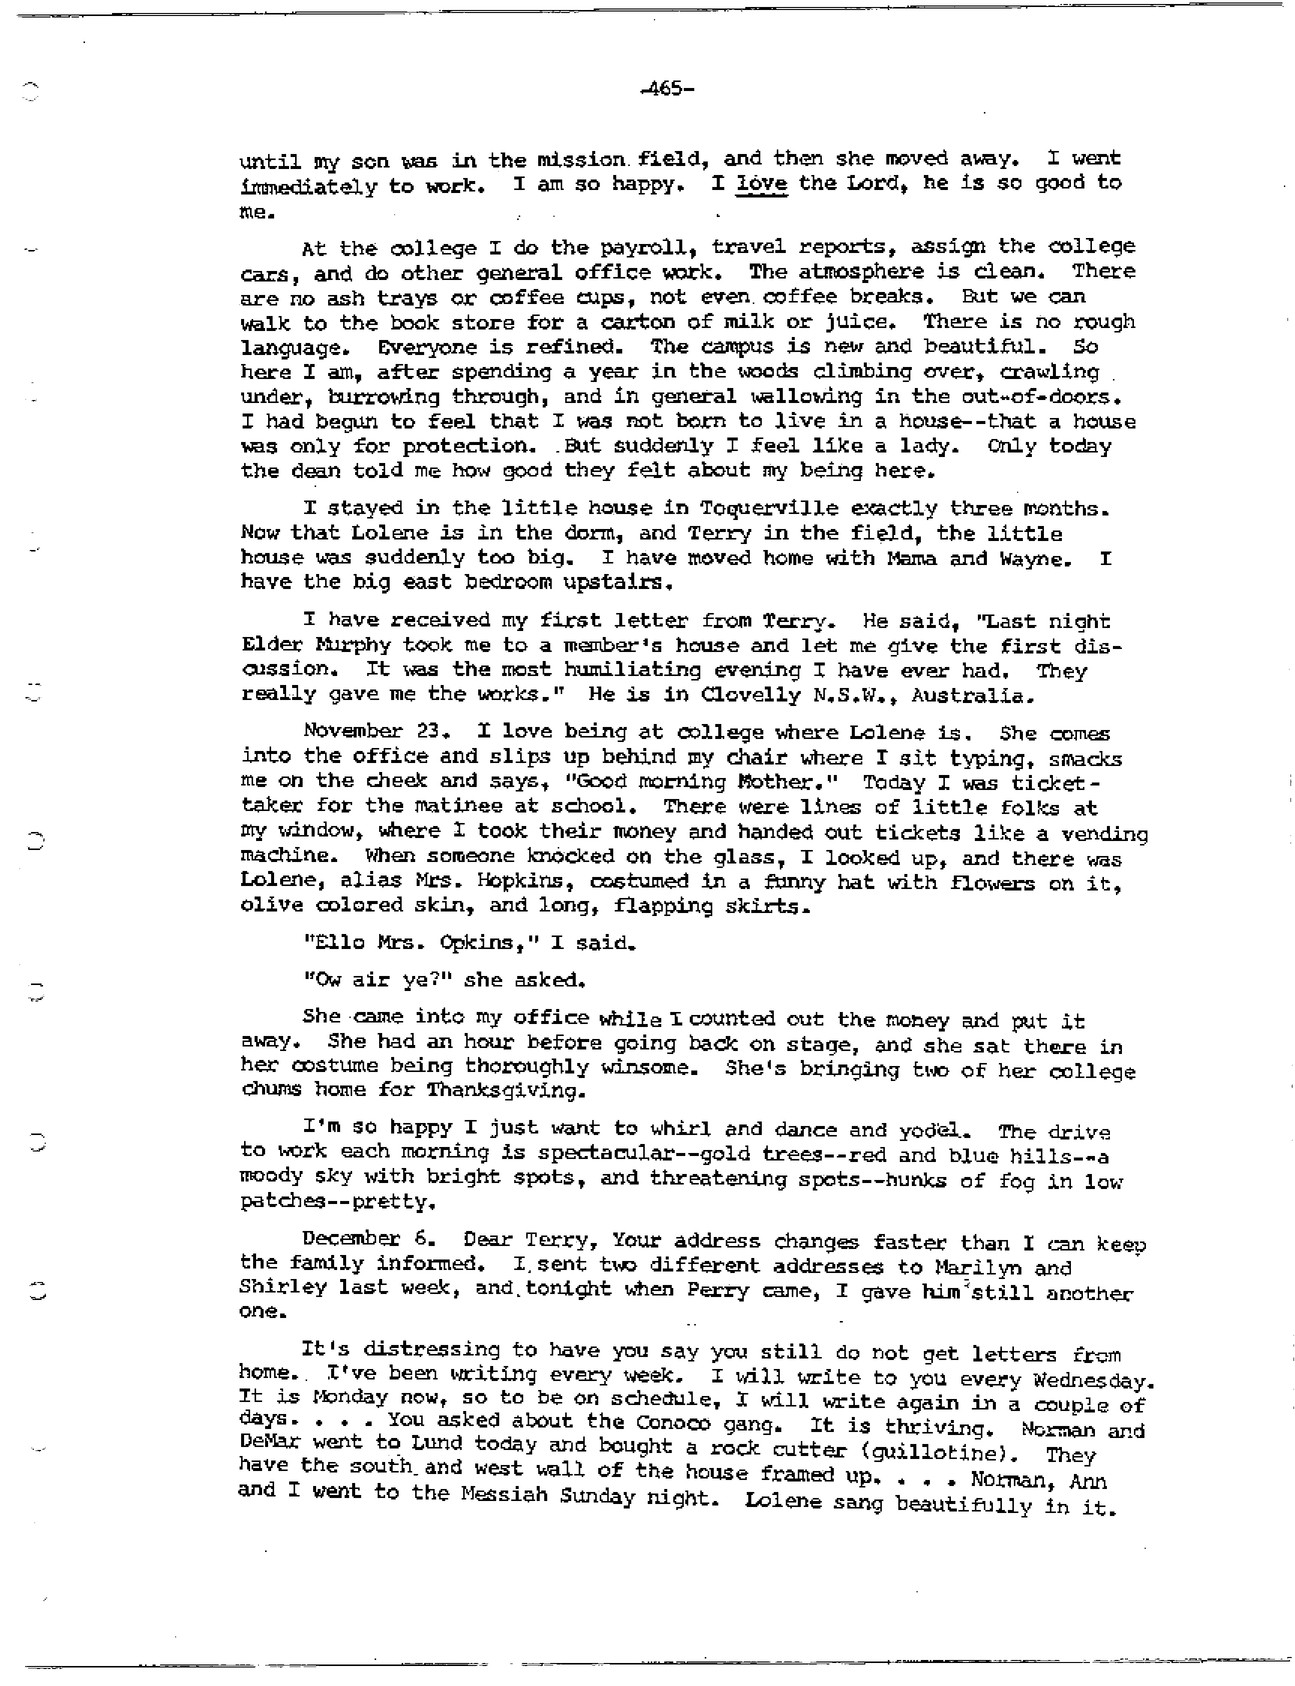 -465-
until my son was in the mission field, and then she moved away. I went
immediately to work. I am so happy. I love the Lord, he is so good to
me.
At the college I do the payroll, travel reports, assign the college
cars, and do other general office work. The atmosphere is clean. There
are no ash trays or coffee cups, not even coffee breaks. But we can
walk to the book store for a carton of milk or juice. There is no rough
language. Everyone is refined. The campus is new and beautiful. So
here I am, after spending a year in the woods climbing over, crawling
under, burrowing through, and in general wallowing in the out-of-doors.
I had begun to feel that I was not born to live in a house--that a house
was only for protection. But suddenly I feel like a lady. Only today
the dean told me how good they felt about my being here.
I stayed in the little house in Toquerville exactly three months.
Now that Lolene is in the dorm, and Terry in the field, the little
house was suddenly too big. I have moved home with Mama and Wayne. I
have the big east bedroom upstairs.
I have received my first letter from Terry. He said, "Last night
Elder Murphy took me to a member's house and let me give the first dis-
cussion. It was the most humiliating evening I have ever had. They
really gave me the works." He is in Clovelly N.S.W., Australia.
November 23. I love being at college where Lolene is. She comes
into the office and slips up behind my chair where I sit typing, smacks
me on the cheek and says, "Good morning Mother." Today I was ticket-
taker for the matinee at school. There were lines of little folks at
my window, where I took their money and handed out tickets like a vending
machine. When someone knocked on the glass, I looked up, and there was
Lolene, alias Mrs. Hopkins, costumed in a funny hat with flowers on it,
olive colored skin, and long, flapping skirts.
"Ello Mrs. Opkins," I said.
"Ow air ye?" she asked.
She came into my office while I counted out the money and put it
away. She had an hour before going back on stage, and she sat there in
her costume being thoroughly winsome. She's bringing two of her college
chums home for Thanksgiving.
I'm so happy I just want to whirl and dance and yodel. The drive
to work each morning is spectacular--gold trees--red and blue hills--a
moody sky with bright spots, and threatening spots--hunks of fog in low
patches--pretty.
December 6. Dear Terry, Your address changes faster than I can keep
the family informed. I sent two different addresses to Marilyn and
Shirley last week, and tonight when Perry came, I gave him still another
one.
It's distressing to have you say you still do not get letters from
home. I've been writing every week. I will write to you every Wednesday.
It is Monday now, so to be on schedule, I will write again in a couple of
days. . . . You asked about the Conoco gang. It is thriving. Norman and
DeMar went to Lund today and bought a rock cutter (guillotine). They
have the south and west wall of the house framed up. . . . Norman, Ann
and I went to the Messiah Sunday night. Lolene sang beautifully in it.